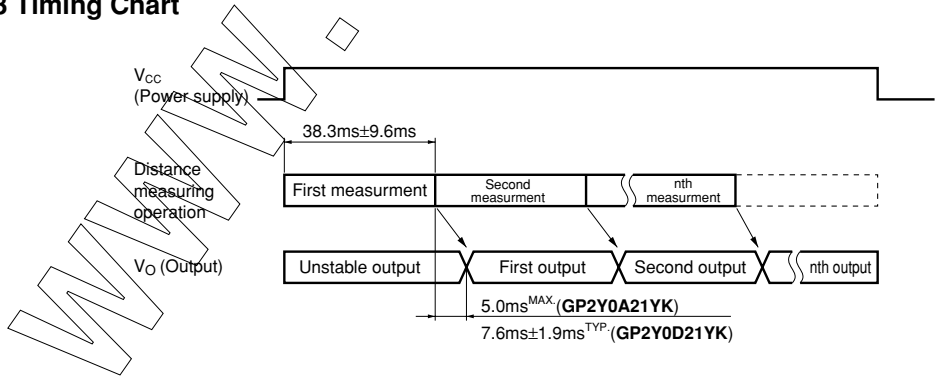 3 Timing Chart
WWW.
VCC
(Power supply)
38.3ms±9.6ms
Distance
measuring
operation
First measurment
Second
measurment
nth
measurment
VO (Output)
Unstable output
First output
Second output
nth output
5.0msMAX.(GP2Y0A21YK)
7.6ms±1.9msTYP.(GP2Y0D21YK)